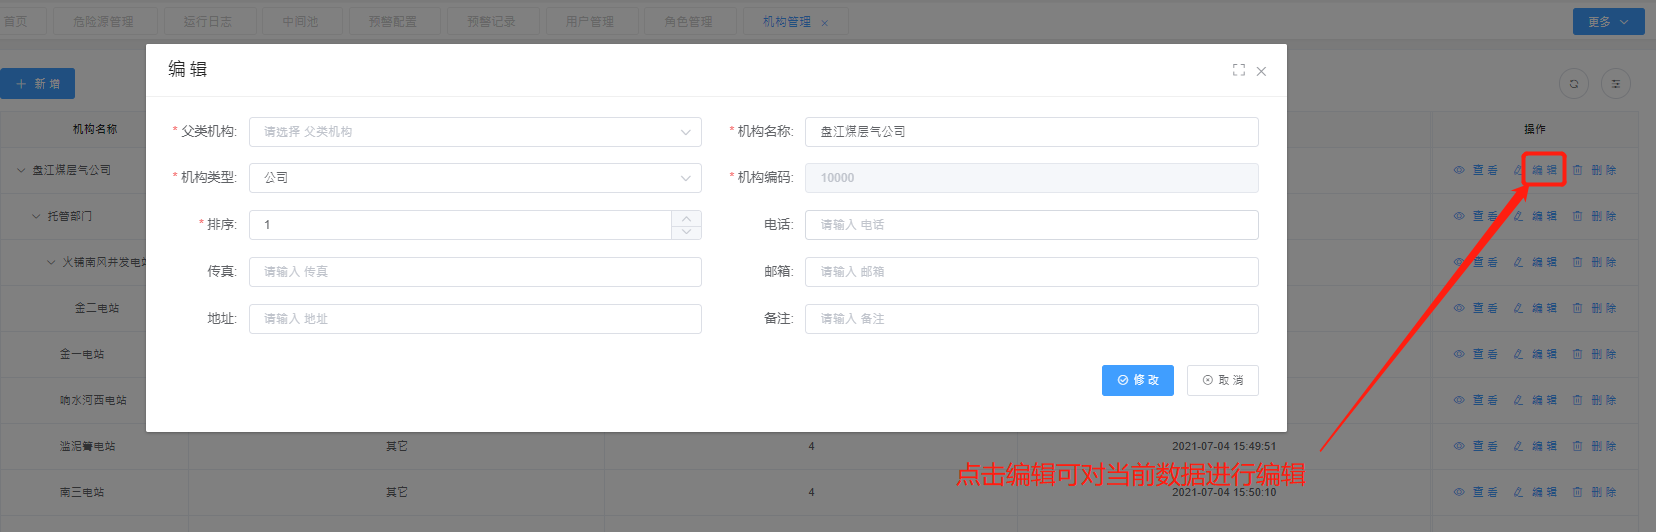 首页 危险源管理 运行日志 中间池 预警配置 预警记录 用户管理 角色管理 机构管理 × 更多
编辑
+ 新增
机构名称 操作
* 父类机构: 请选择 父类机构 * 机构名称: 盘江煤层气公司
盘江煤层气公司 查看 编辑 删除
* 机构类型: 公司 * 机构编码: 10000
托管部门 查看 编辑 删除
* 排序: 1 电话: 请输入 电话
火铺南风井发电站 查看 编辑 删除
传真: 请输入 传真 邮箱: 请输入 邮箱
金二电站 查看 编辑 删除
地址: 请输入 地址 备注: 请输入 备注
金一电站 查看 编辑 删除
修改 取消
响水河西电站 查看 编辑 删除
滥泥箐电站 其它 4 2021-07-04 15:49:51 查看 编辑 删除
点击编辑可对当前数据进行编辑
南三电站 其它 4 2021-07-04 15:50:10 查看 编辑 删除